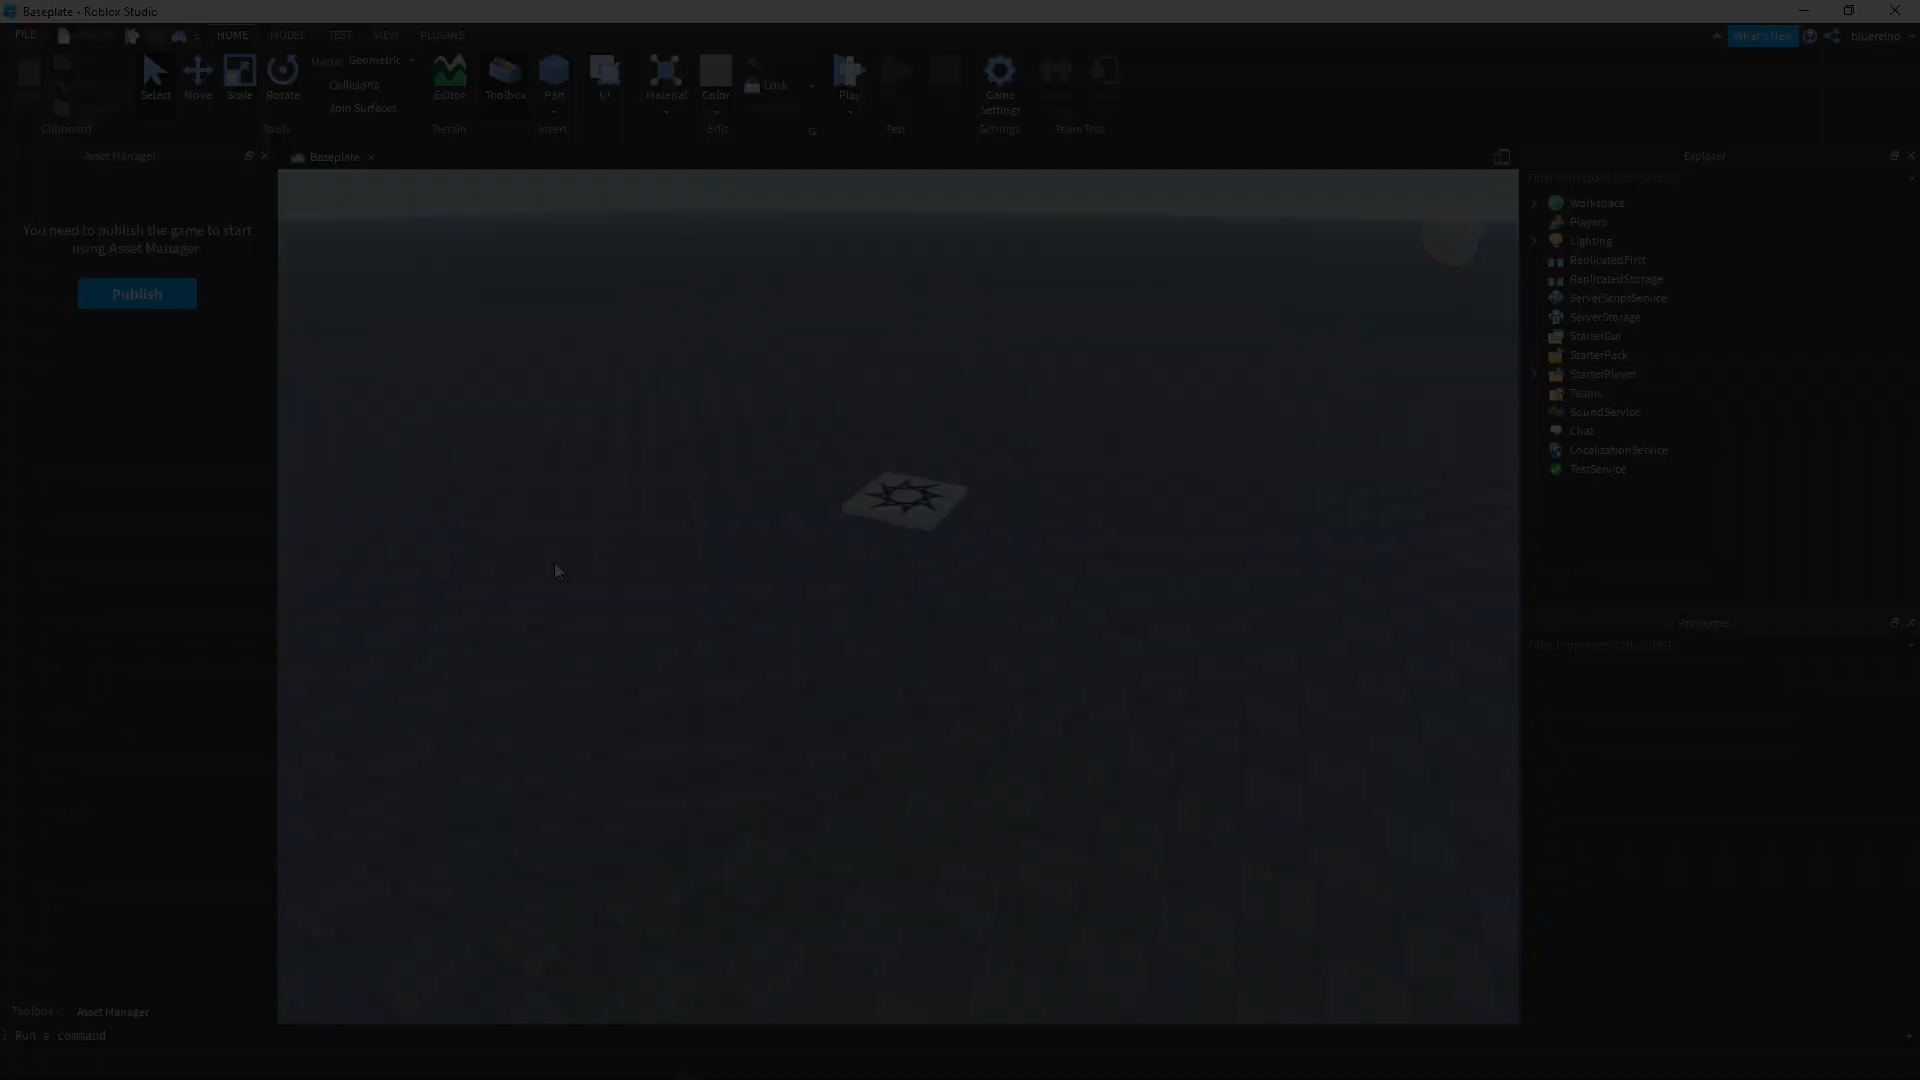 Baseplate - Roblox Studio
FILE
HOME
MODEL
TEST
VIEW
PLUGINS
What's New
bluereino
Select
Move
Scale
Rotate
Mode: Geometric
Collisions
Join Surfaces
Editor
Toolbox
Part
UI
Material
Color
Lock
Play
Game
Settings
Clipboard
Tools
Terrain
Insert
Edit
Test
Settings
Team Test
Asset Manager
Baseplate
Explorer
You need to publish the game to start
using Asset Manager
Publish
Workspace
Players
Lighting
ReplicatedFirst
ReplicatedStorage
ServerScriptService
ServerStorage
StarterGui
StarterPack
StarterPlayer
Teams
SoundService
Chat
LocalizationService
TestService
Properties
Toolbox
Asset Manager
Run a command